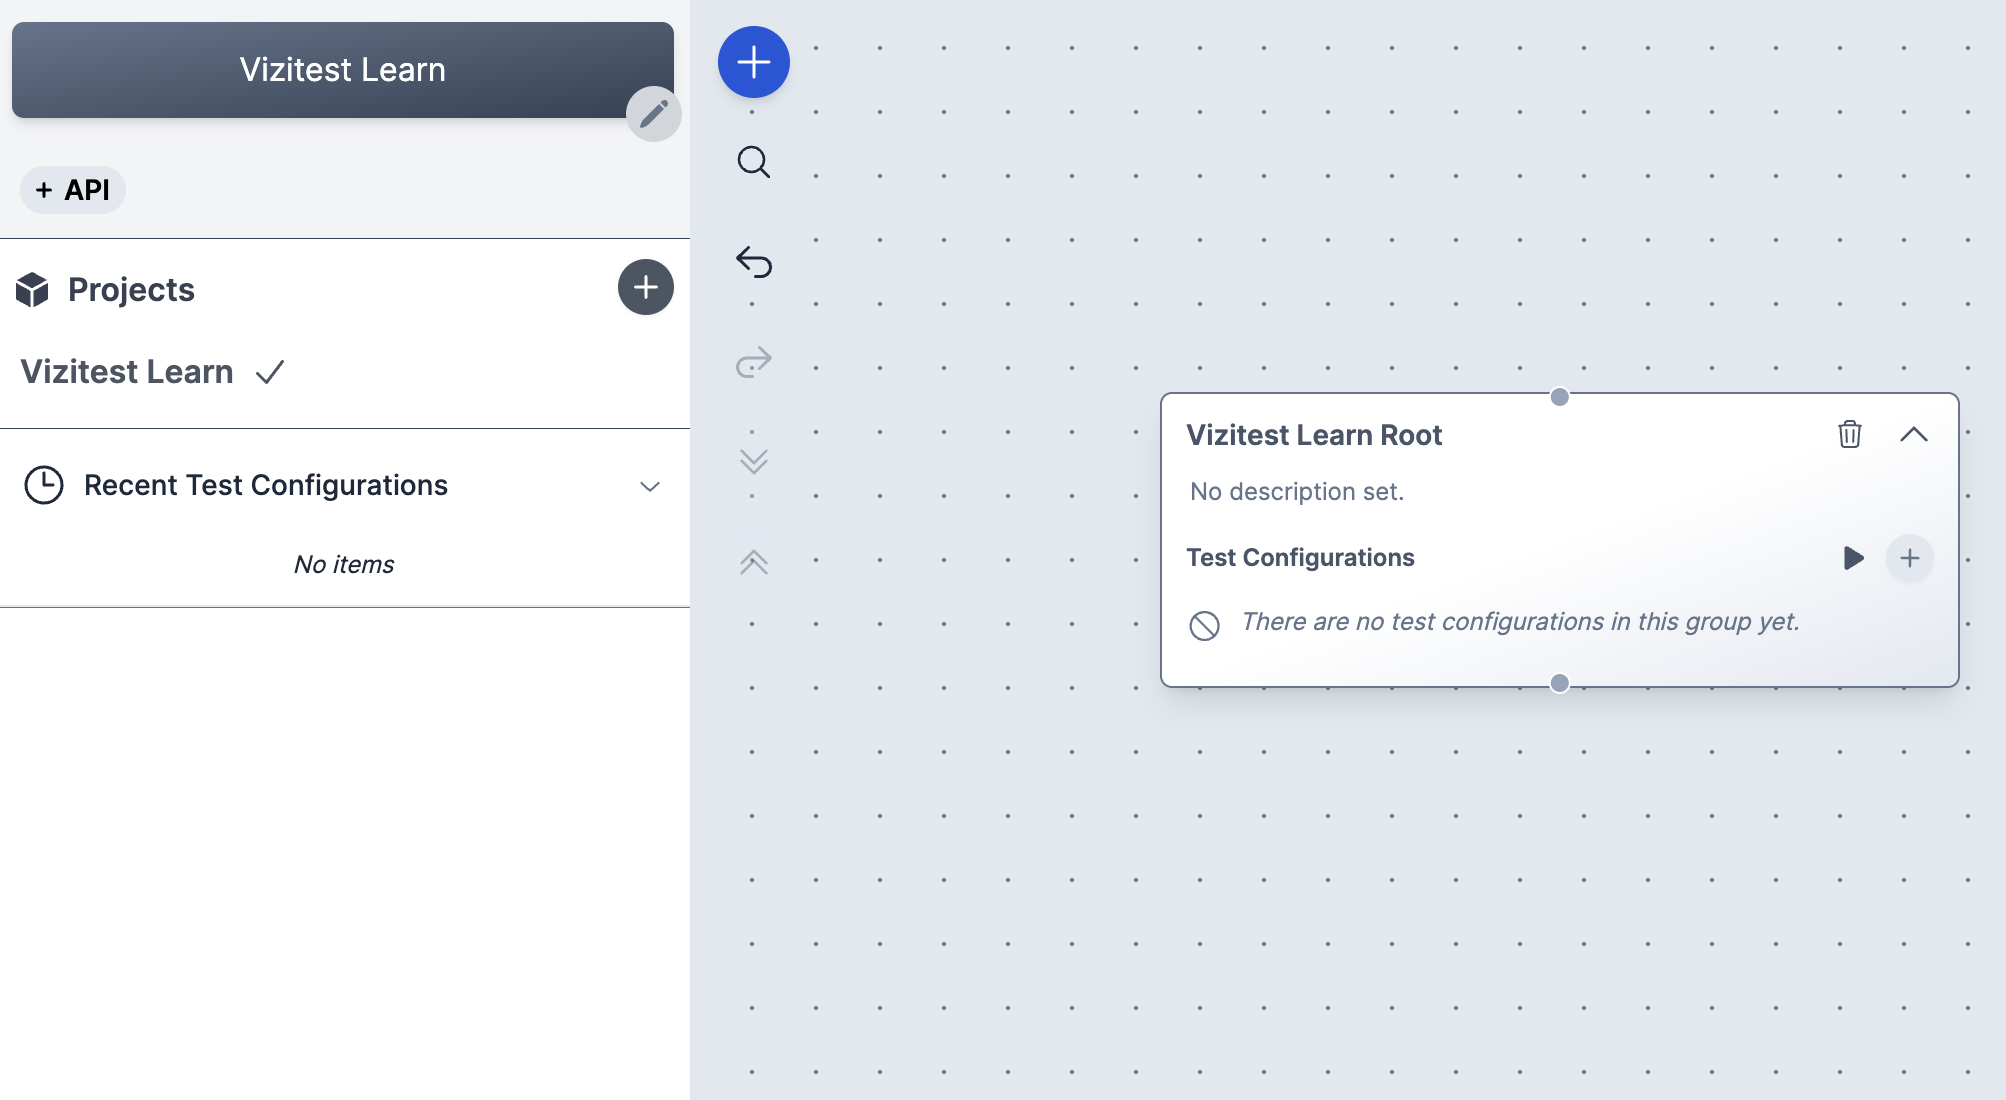 Vizitest Learn
+ API
Projects
Vizitest Learn
Recent Test Configurations
No items
Vizitest Learn Root
No description set.
Test Configurations
There are no test configurations in this group yet.